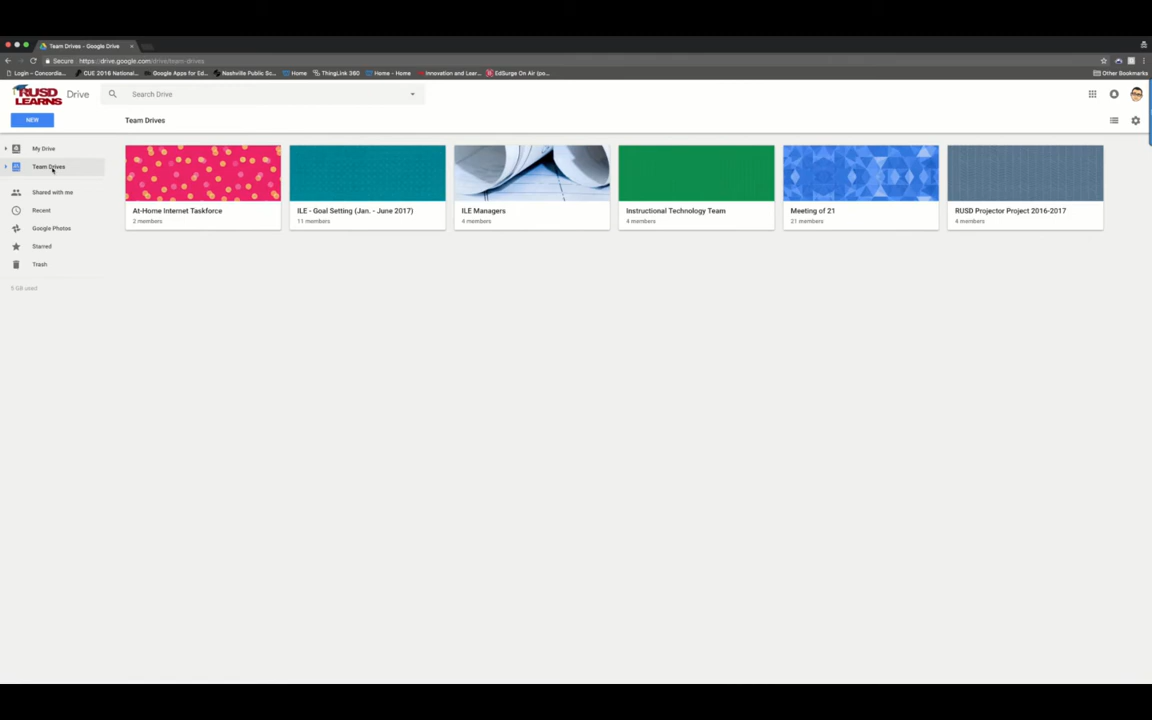 Team Drives - Google Drive
Secure https://drive.google.com/drive/team-drives
Login – Concordia... CUE 2016 National... Google Apps for Ed... Nashville Public Sc... Home ThingLink 360 Home - Home Innovation and Lear... EdSurge On Air (po... Other Bookmarks
RUSD LEARNS Drive Search Drive
NEW Team Drives
My Drive
Team Drives
Shared with me
Recent
Google Photos
Starred
Trash
5 GB used
At-Home Internet Taskforce
2 members
ILE - Goal Setting (Jan. - June 2017)
11 members
ILE Managers
4 members
Instructional Technology Team
4 members
Meeting of 21
21 members
RUSD Projector Project 2016-2017
4 members